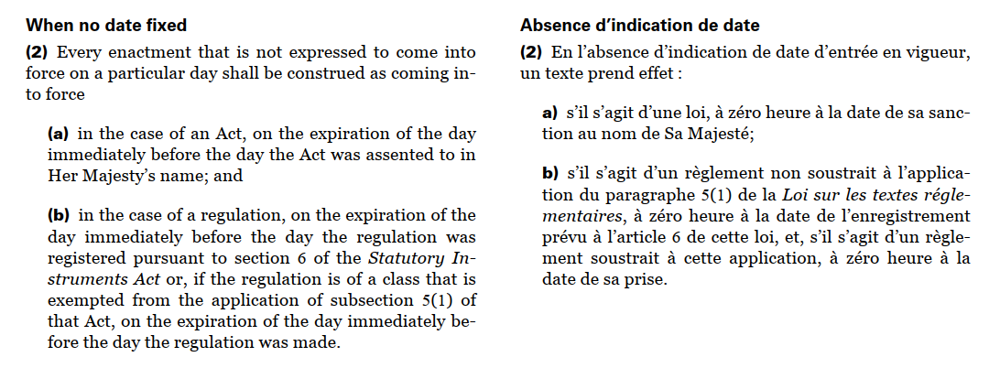 When no date fixed
(2) Every enactment that is not expressed to come into
force on a particular day shall be construed as coming in-
to force
(a) in the case of an Act, on the expiration of the day
immediately before the day the Act was assented to in
Her Majesty's name; and
(b) in the case of a regulation, on the expiration of the
day immediately before the day the regulation was
registered pursuant to section 6 of the Statutory In-
struments Act or, if the regulation is of a class that is
exempted from the application of subsection 5(1) of
that Act, on the expiration of the day immediately be-
fore the day the regulation was made.
Absence d'indication de date
(2) En l'absence d'indication de date d'entrée en vigueur,
un texte prend effet :
a) s'il s'agit d'une loi, à zéro heure à la date de sa sanc-
tion au nom de Sa Majesté;
b) s'il s'agit d'un règlement non soustrait à l'applica-
tion du paragraphe 5(1) de la Loi sur les textes régle-
mentaires, à zéro heure à la date de l'enregistrement
prévu à l'article 6 de cette loi, et, s'il s'agit d'un règle-
ment soustrait à cette application, à zéro heure à la
date de sa prise.